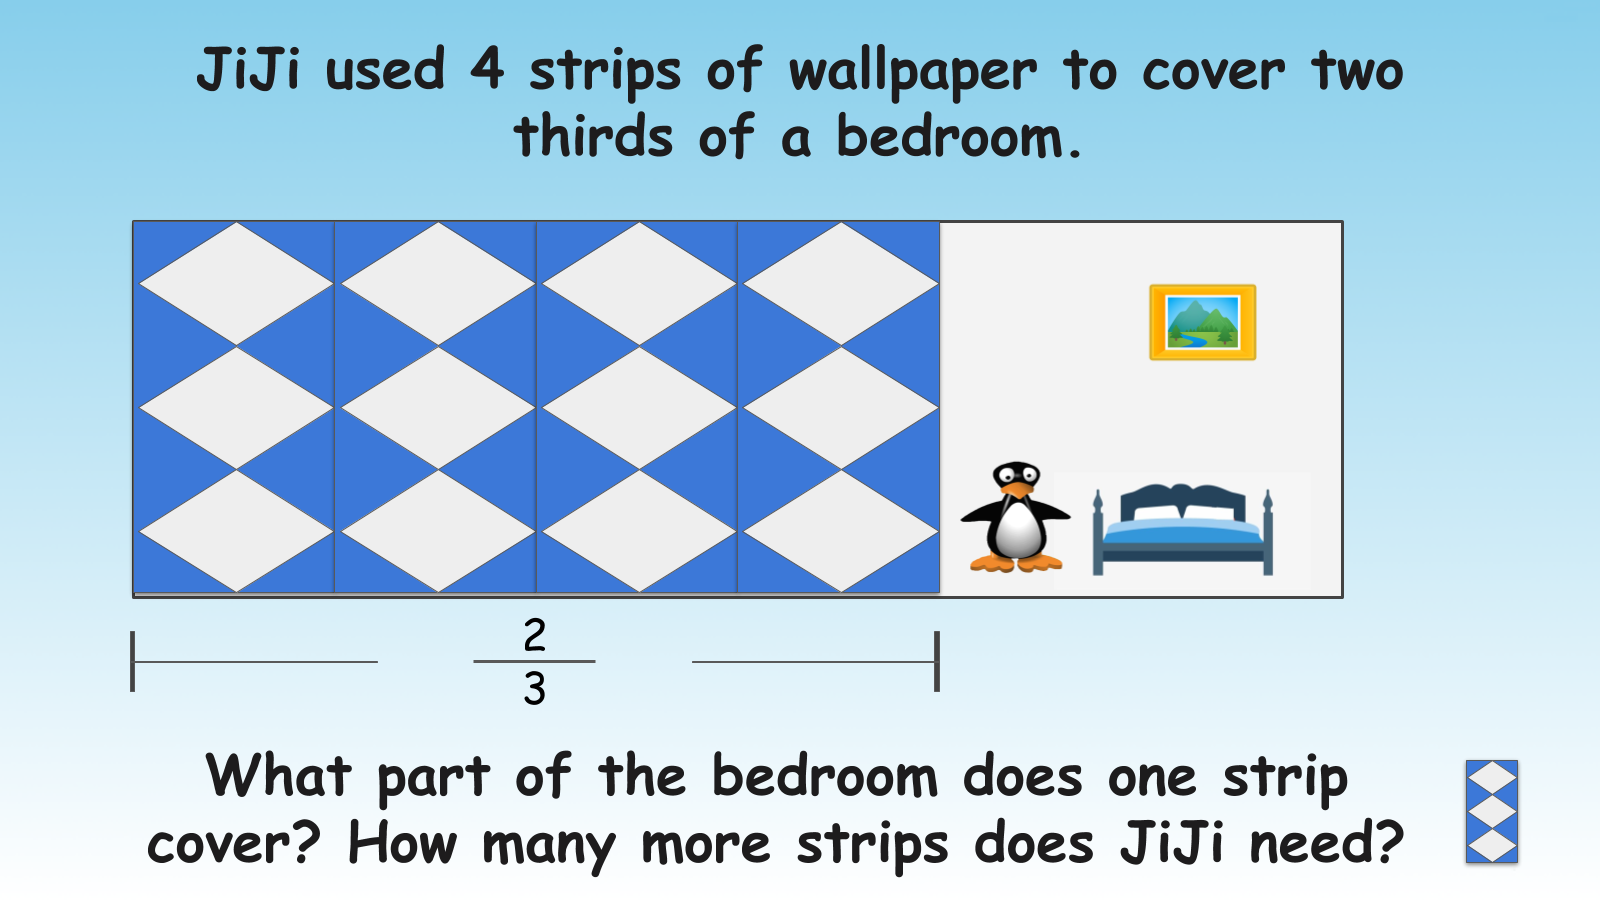 JiJi used 4 strips of wallpaper to cover two
thirds of a bedroom.
2
3
What part of the bedroom does one strip
cover? How many more strips does JiJi need?